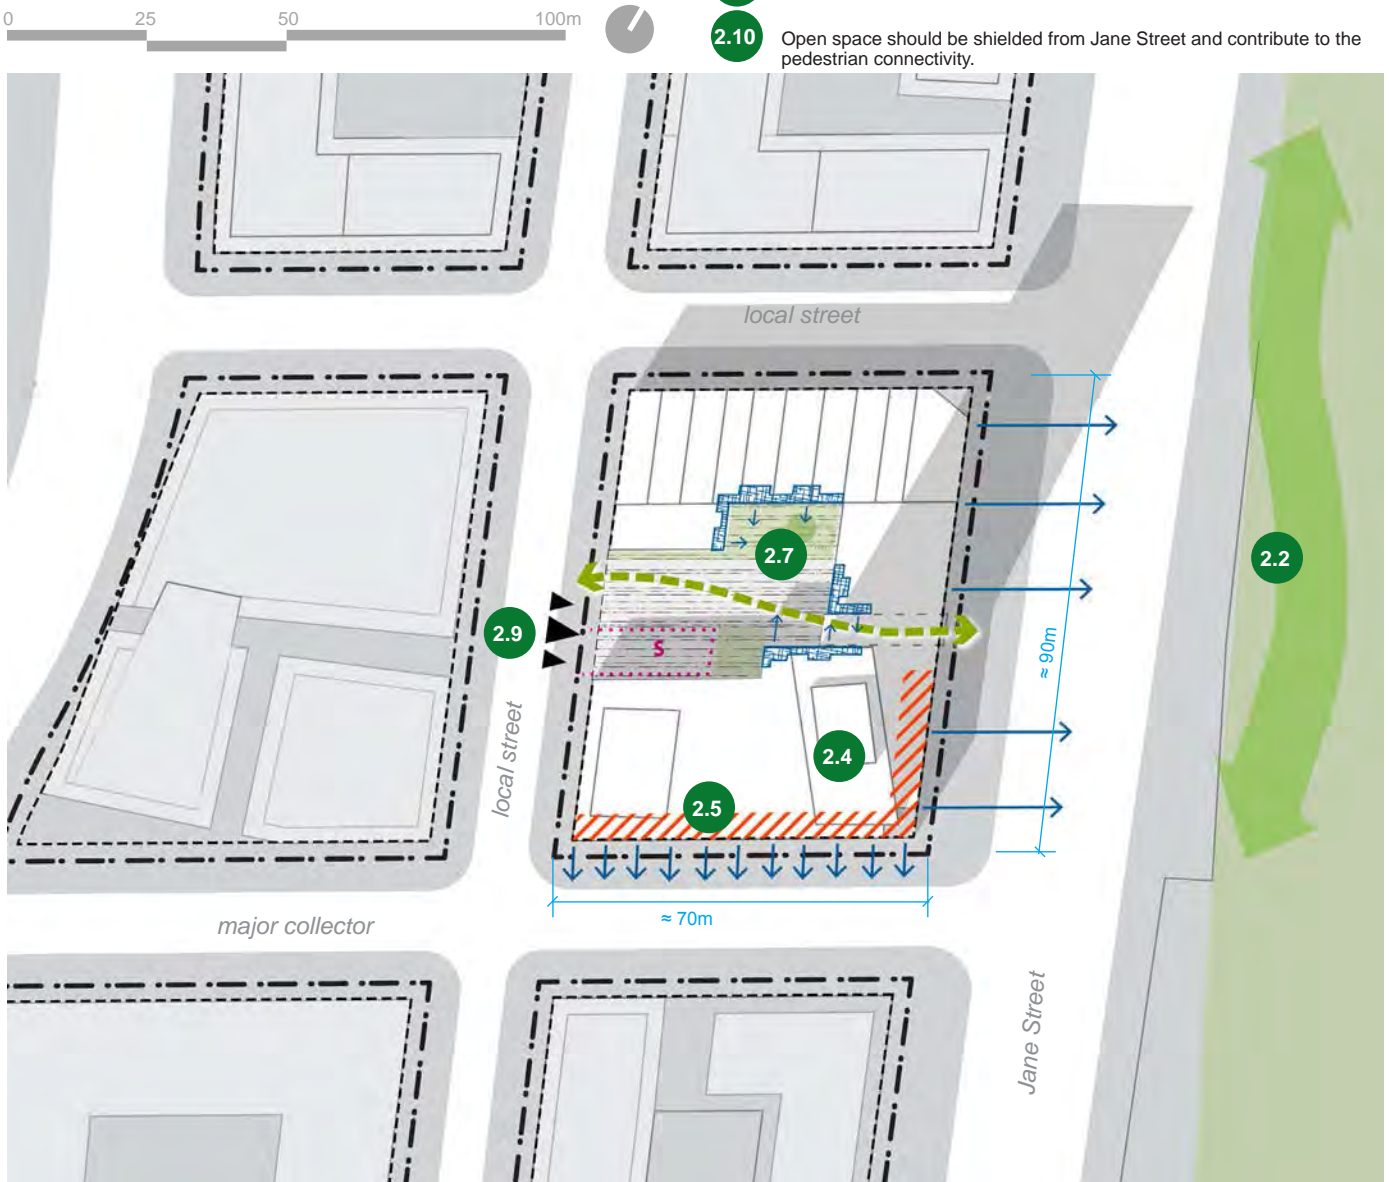 0 25 50 100m
2.10 Open space should be shielded from Jane Street and contribute to the
pedestrian connectivity.
local street
2.7
2.2
2.9
S
≈ 90m
local street
2.4
2.5
≈ 70m
major collector
Jane Street